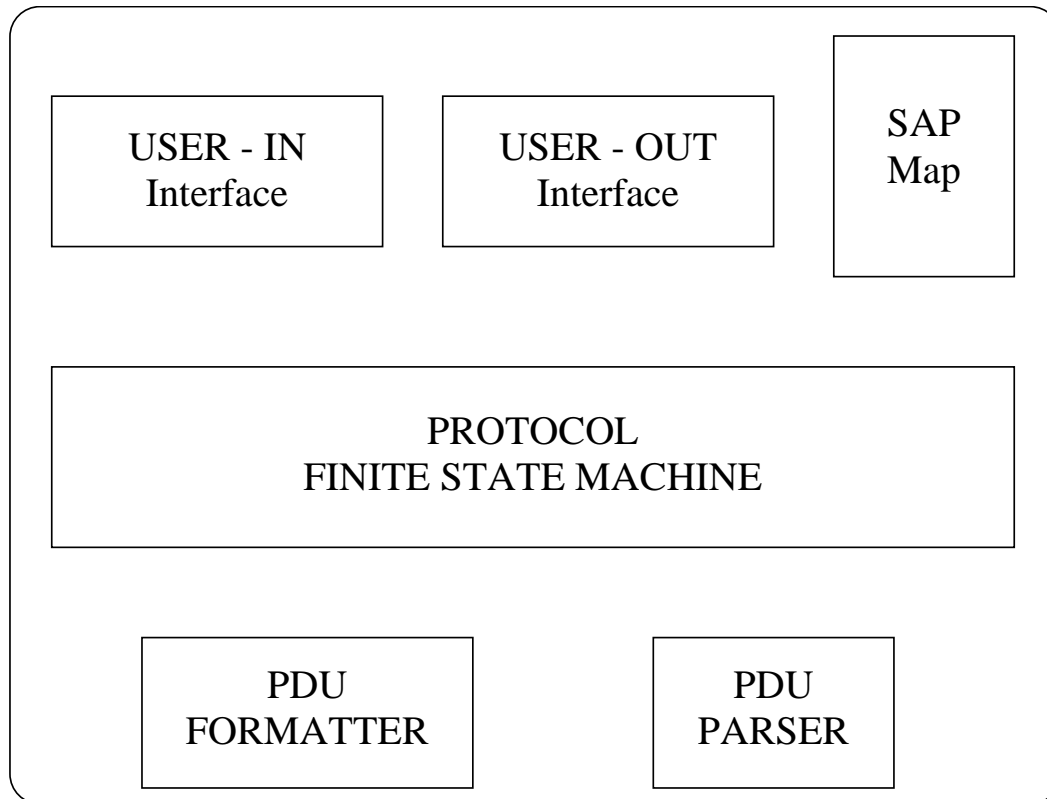 USER - IN
Interface
USER - OUT
Interface
SAP
Map
PROTOCOL
FINITE STATE MACHINE
PDU
FORMATTER
PDU
PARSER